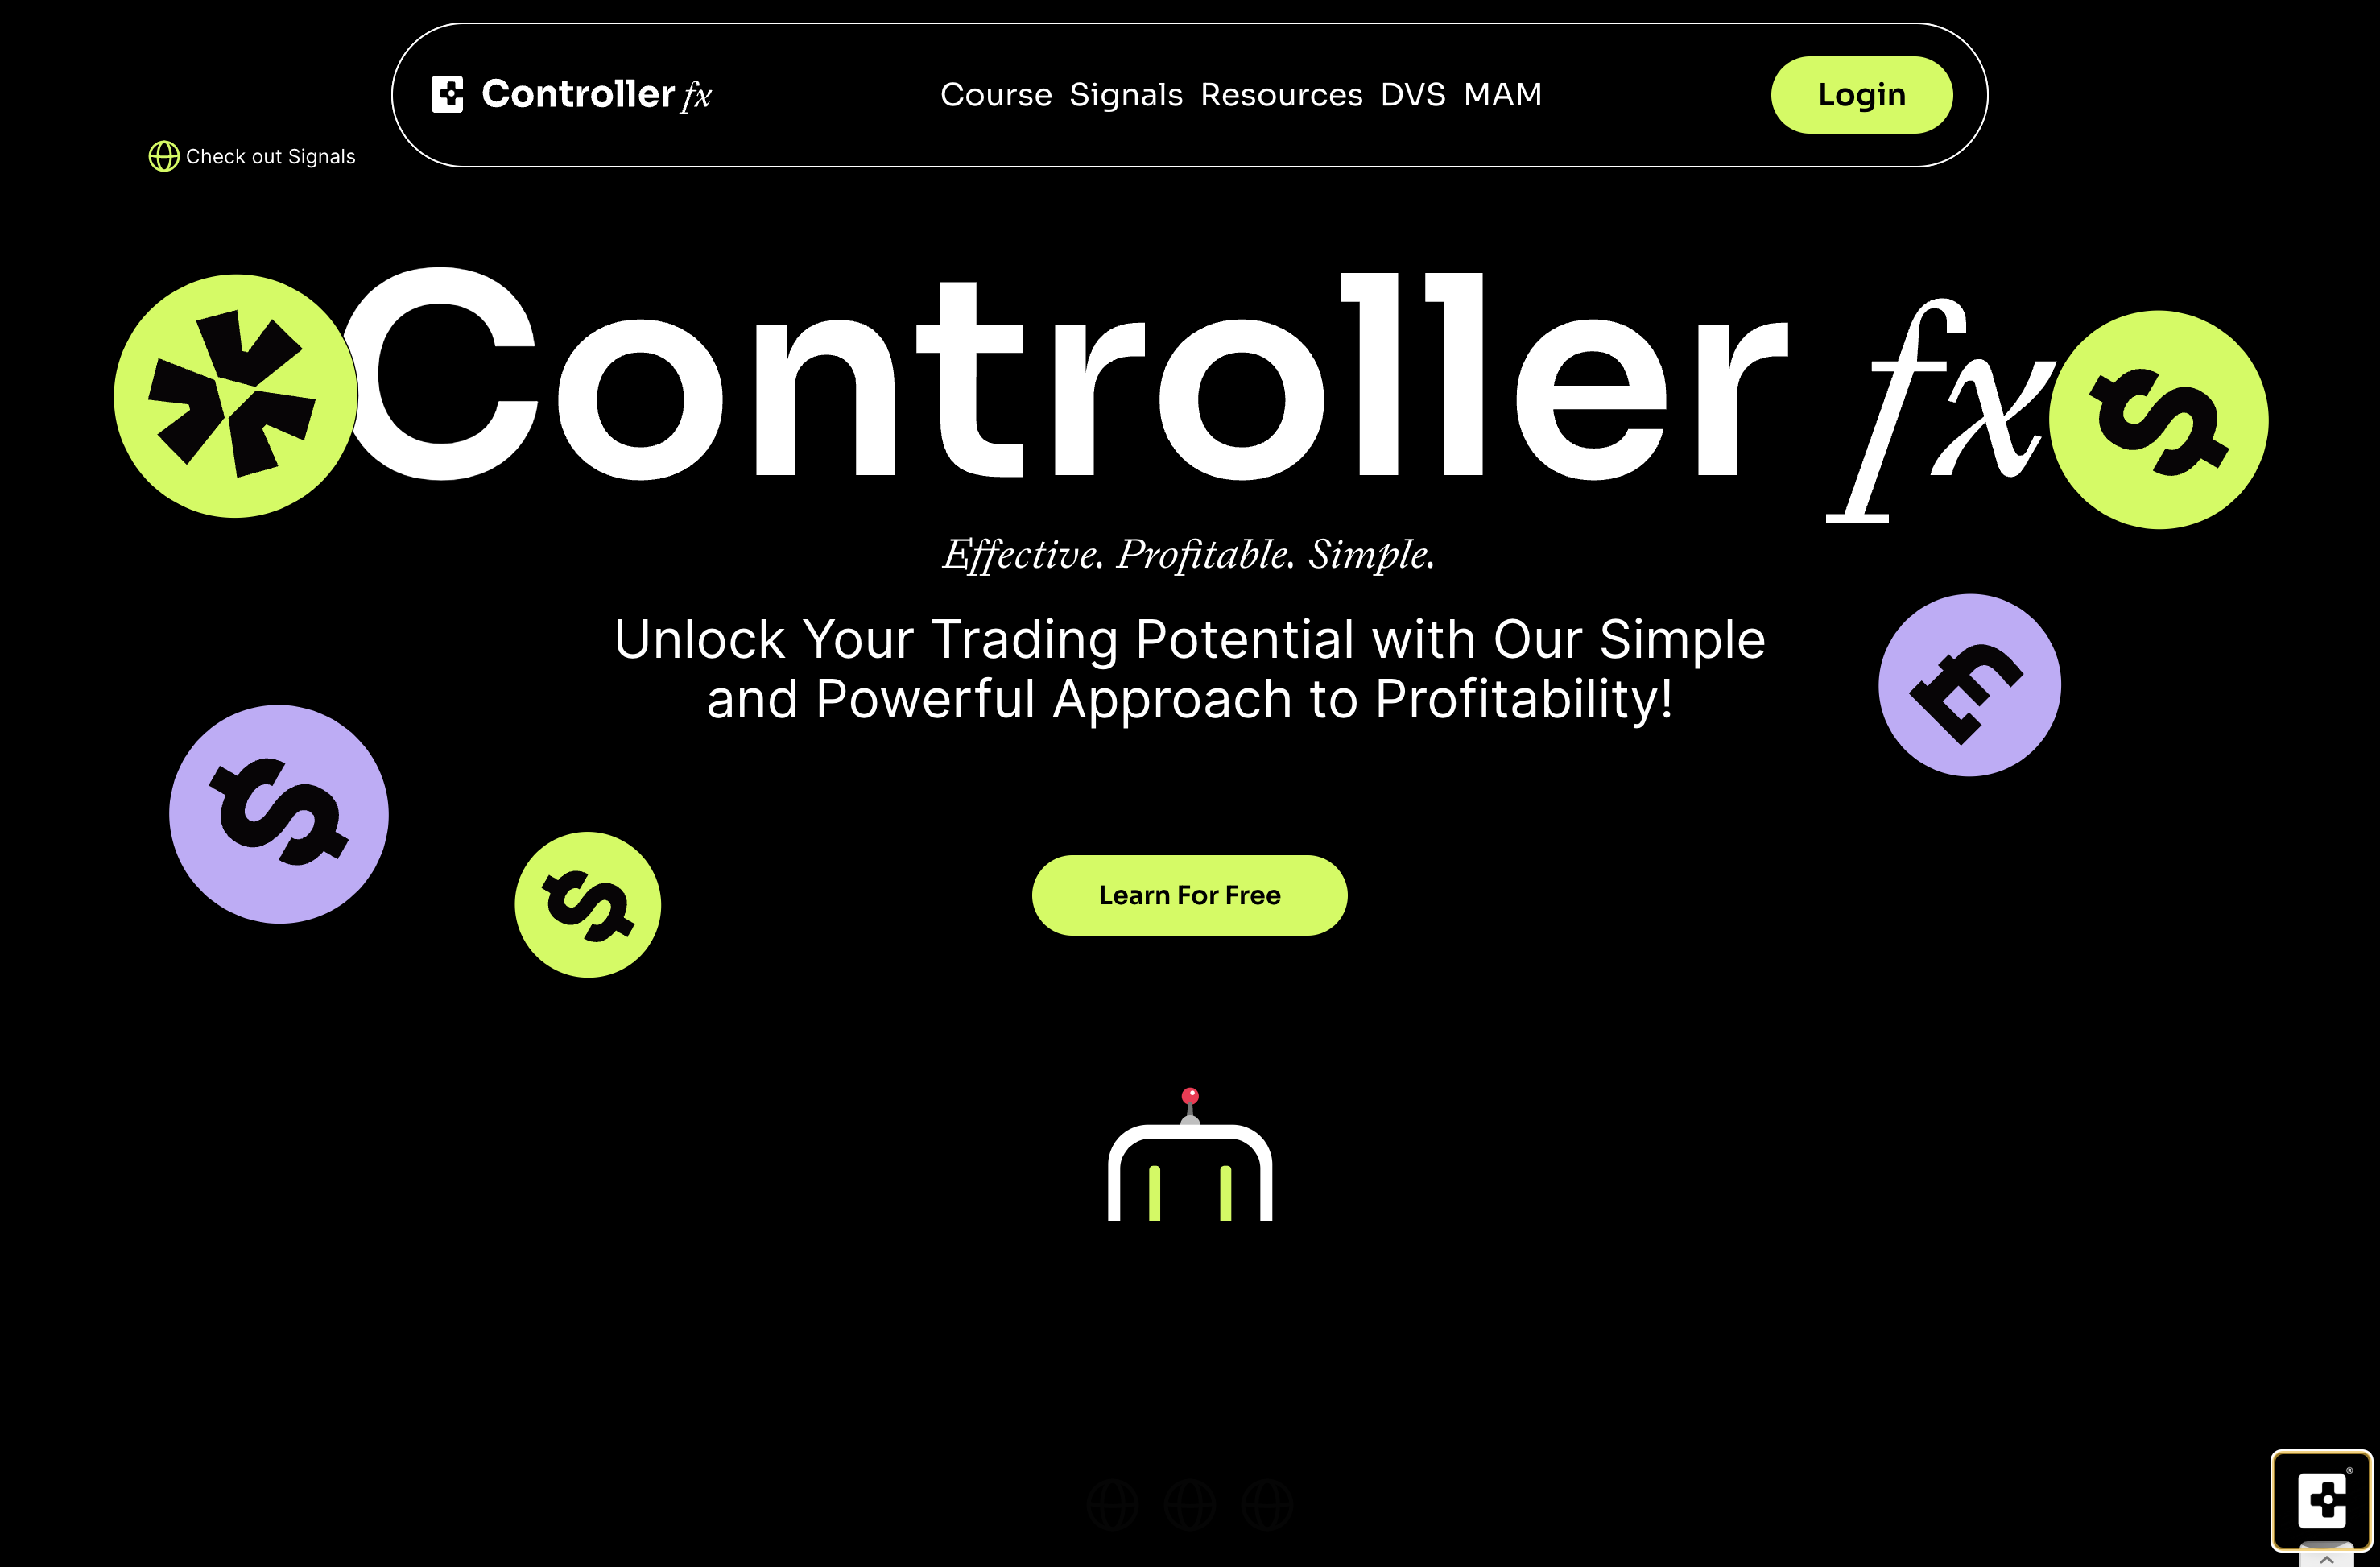 Controller fx
Course Signals Resources DVS MAM
Login
Check out Signals
Controller fx
Effective. Profitable. Simple.
Unlock Your Trading Potential with Our Simple
and Powerful Approach to Profitability!
Learn For Free